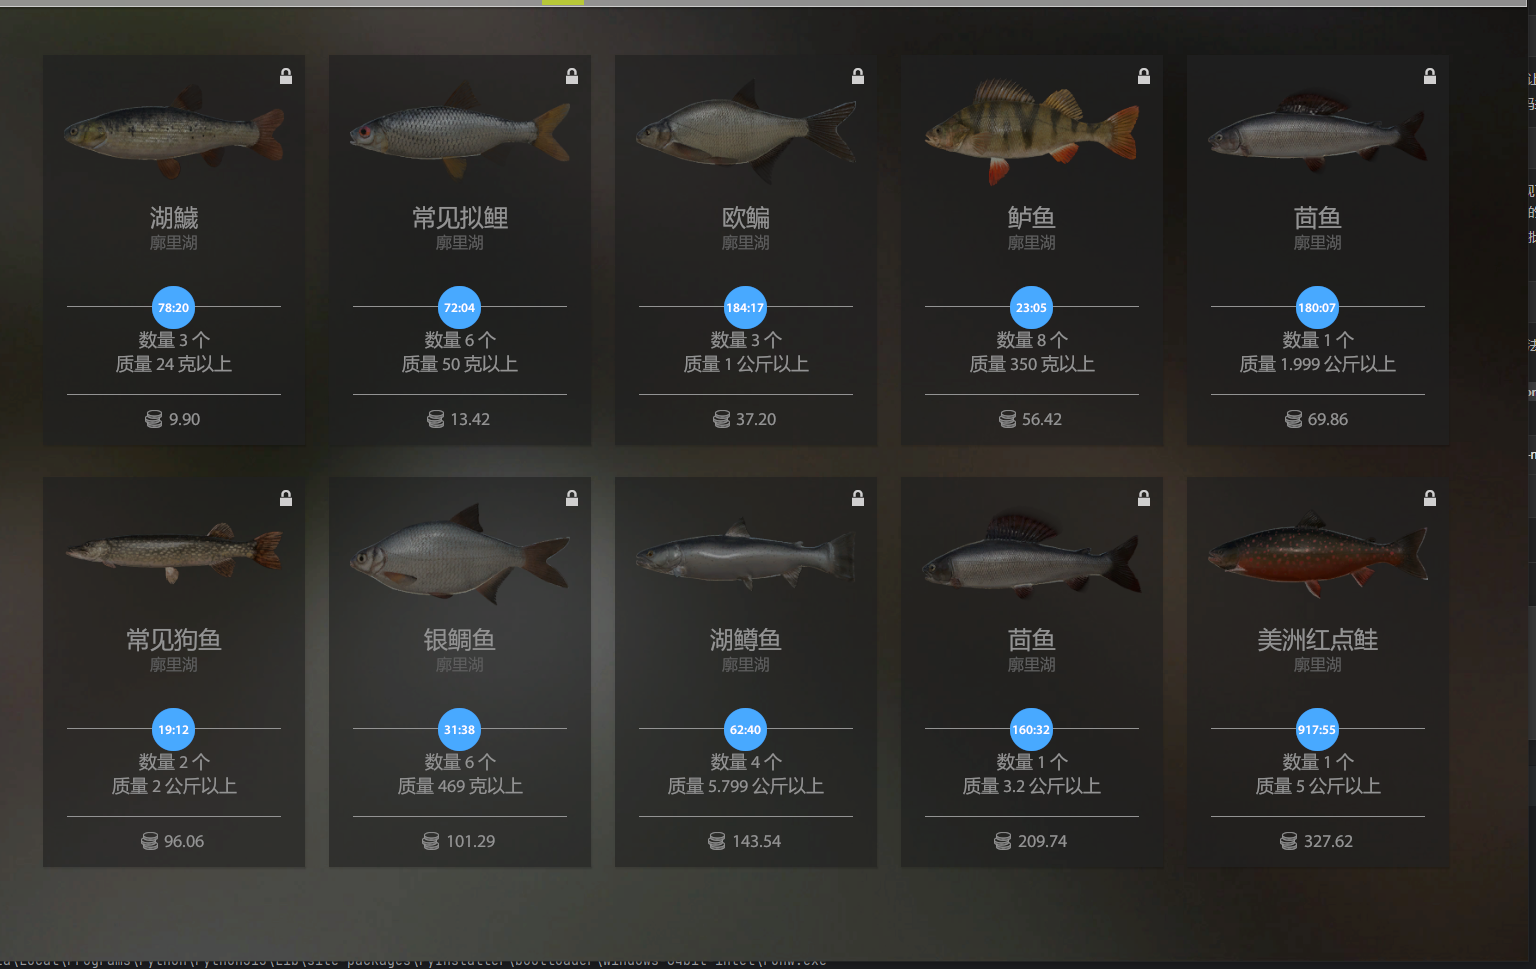 湖鱥
廓里湖
78:20
数量 3 个
质量 24 克以上
9.90
常见拟鲤
廓里湖
72:04
数量 6 个
质量 50 克以上
13.42
欧鳊
廓里湖
184:17
数量 3 个
质量 1 公斤以上
37.20
鲈鱼
廓里湖
23:05
数量 8 个
质量 350 克以上
56.42
茴鱼
廓里湖
180:07
数量 1 个
质量 1.999 公斤以上
69.86
常见狗鱼
廓里湖
19:12
数量 2 个
质量 2 公斤以上
96.06
银鲷鱼
廓里湖
31:38
数量 6 个
质量 469 克以上
101.29
湖鳟鱼
廓里湖
62:40
数量 4 个
质量 5.799 公斤以上
143.54
茴鱼
廓里湖
160:32
数量 1 个
质量 3.2 公斤以上
209.74
美洲红点鲑
廓里湖
917:55
数量 1 个
质量 5 公斤以上
327.62